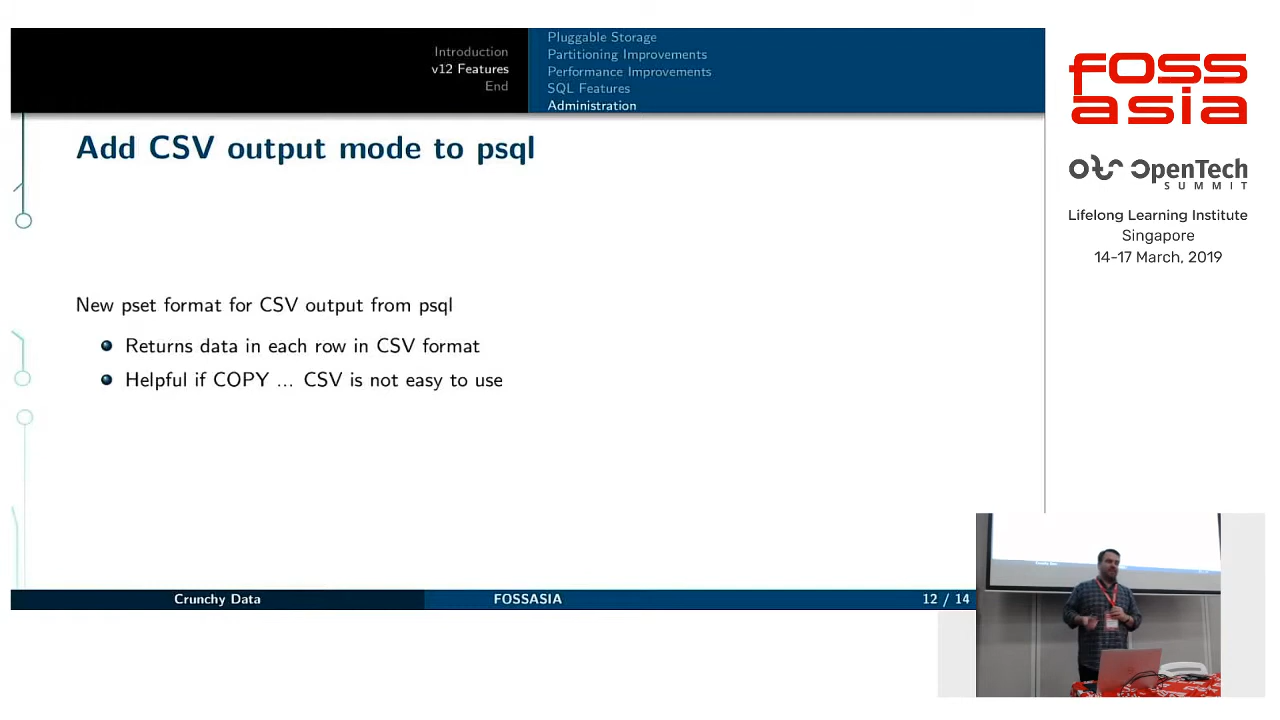 Introduction
v12 Features
End
Pluggable Storage
Partitioning Improvements
Performance Improvements
SQL Features
Administration
Add CSV output mode to psql
New pset format for CSV output from psql
Returns data in each row in CSV format
Helpful if COPY ... CSV is not easy to use
Crunchy Data
FOSSASIA
12 / 14
FOSS
ASIA
OTS OpenTech
SUMMIT
Lifelong Learning Institute
Singapore
14-17 March, 2019